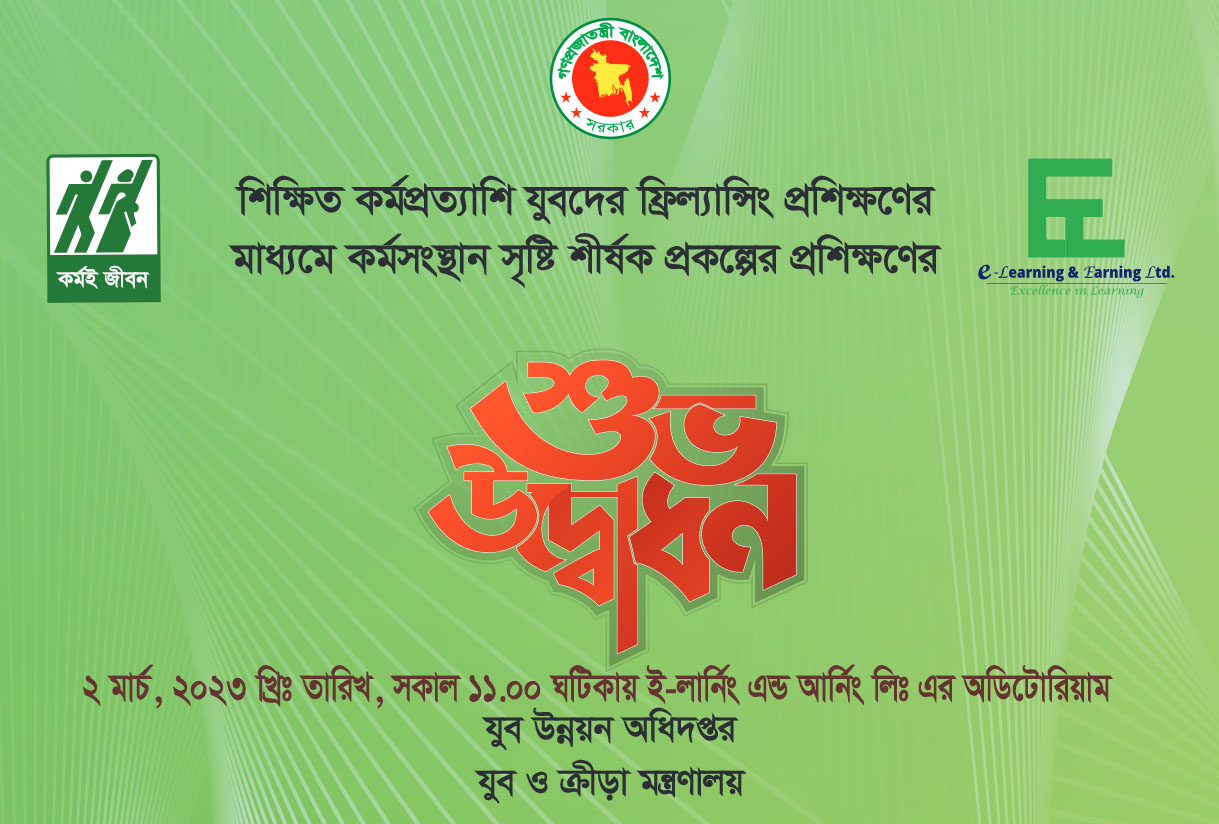 গণপ্রজাতন্ত্রী বাংলাদেশ
সরকার
কর্মই জীবন
শিক্ষিত কর্মপ্রত্যাশি যুবদের ফ্রিল্যান্সিং প্রশিক্ষণের
মাধ্যমে কর্মসংস্থান সৃষ্টি শীর্ষক প্রকল্পের প্রশিক্ষণের
e-Learning & Earning Ltd.
Excellence in Learning
শুভ
উদ্বোধন
২ মার্চ, ২০২৩ খ্রিঃ তারিখ, সকাল ১১.০০ ঘটিকায় ই-লার্নিং এন্ড আর্নিং লিঃ এর অডিটোরিয়াম
যুব উন্নয়ন অধিদপ্তর
যুব ও ক্রীড়া মন্ত্রণালয়